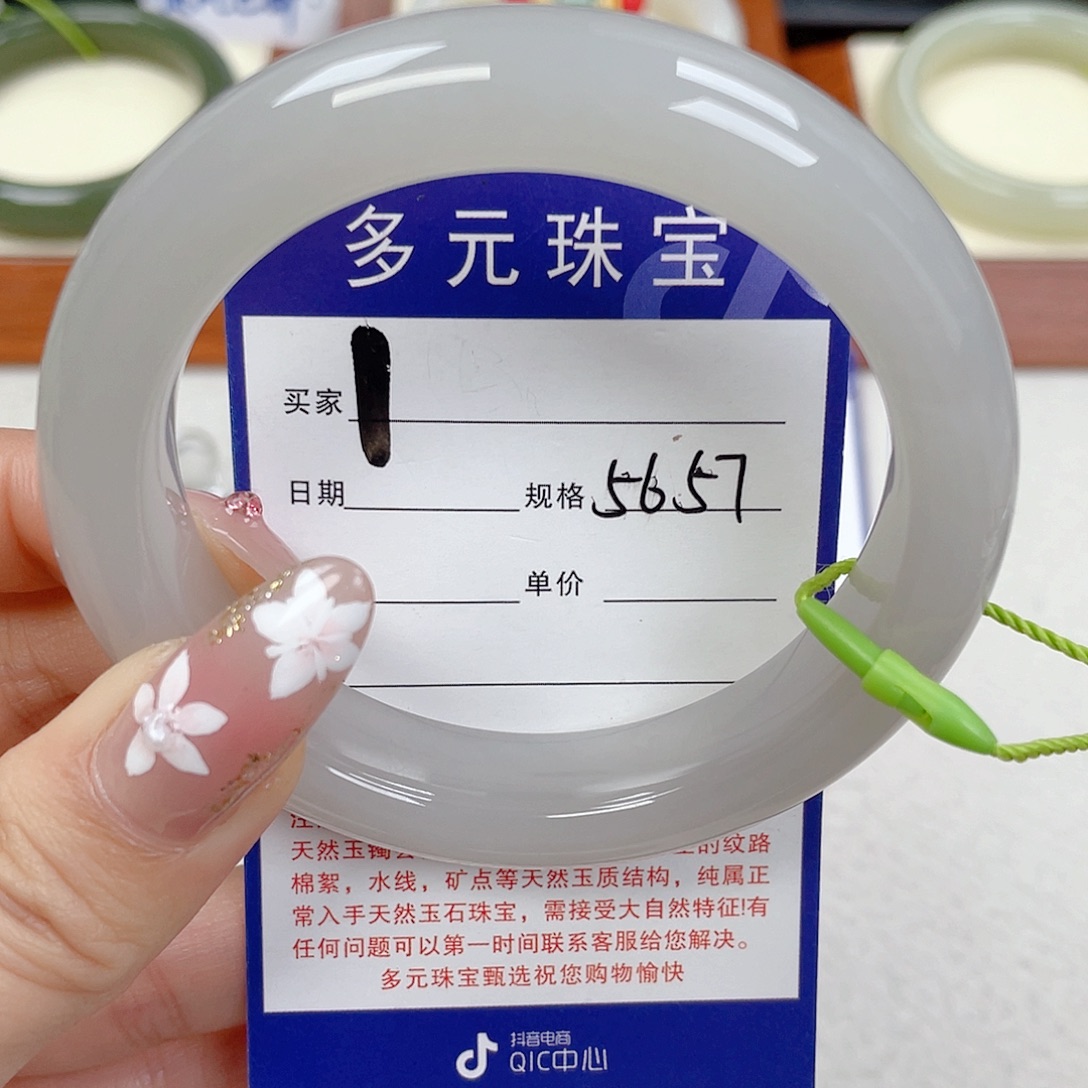 多元珠宝
买家
日期 规格 5657
单价
天然玉镯
的纹路
棉絮，水线，矿点等天然玉质结构，纯属正
常入手天然玉石珠宝，需接受大自然特征!有
任何问题可以第一时间联系客服给您解决。
多元珠宝甄选祝您购物愉快
抖音电商
QIC中心